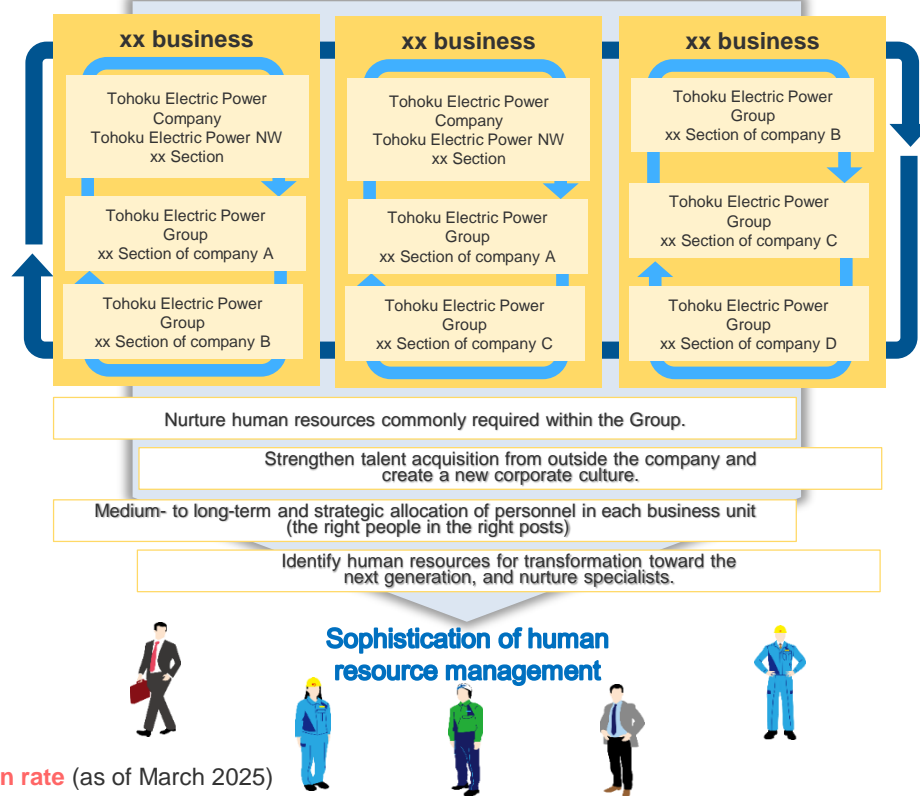 xx business
Tohoku Electric Power
Company
Tohoku Electric Power NW
xx Section
Tohoku Electric Power
Group
xx Section of company A
Tohoku Electric Power
Group
xx Section of company B
xx business
Tohoku Electric Power
Company
Tohoku Electric Power NW
xx Section
Tohoku Electric Power
Group
xx Section of company A
Tohoku Electric Power
Group
xx Section of company C
xx business
Tohoku Electric Power
Group
xx Section of company B
Tohoku Electric Power
Group
xx Section of company C
Tohoku Electric Power
Group
xx Section of company D
Nurture human resources commonly required within the Group.
Strengthen talent acquisition from outside the company and
create a new corporate culture.
Medium- to long-term and strategic allocation of personnel in each business unit
(the right people in the right posts)
Identify human resources for transformation toward the
next generation, and nurture specialists.
Sophistication of human
resource management
n rate (as of March 2025)